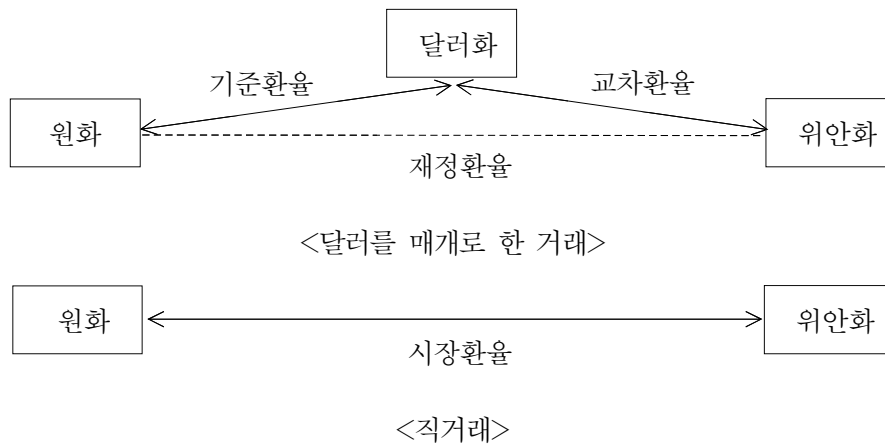 달러화
기준환율 교차환율
원화 위안화
재정환율
<달러를 매개로 한 거래>
원화 위안화
시장환율
<직거래>